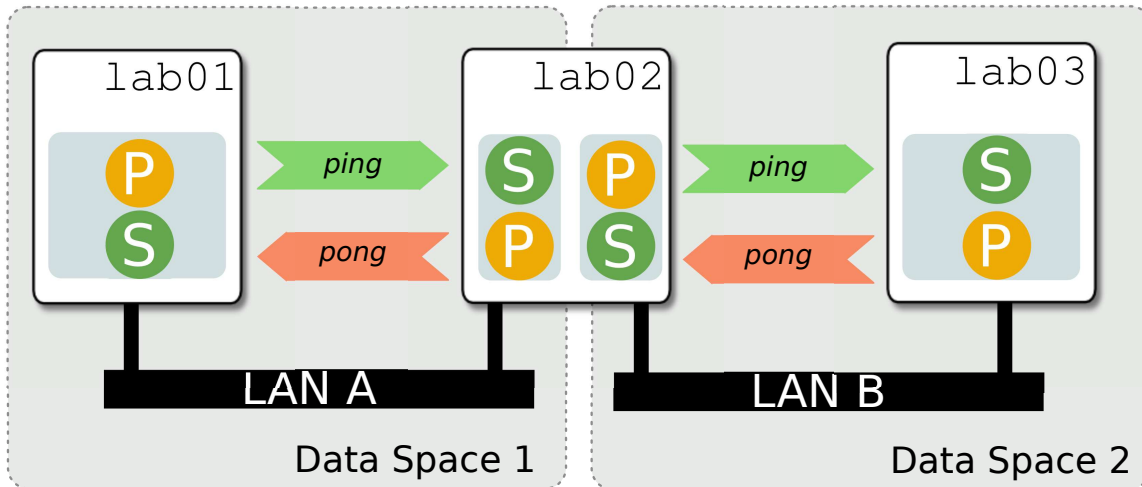 lab01
lab02
lab03
P
ping
S
P
ping
S
S
pong
P
S
pong
P
LAN A
LAN B
Data Space 1
Data Space 2